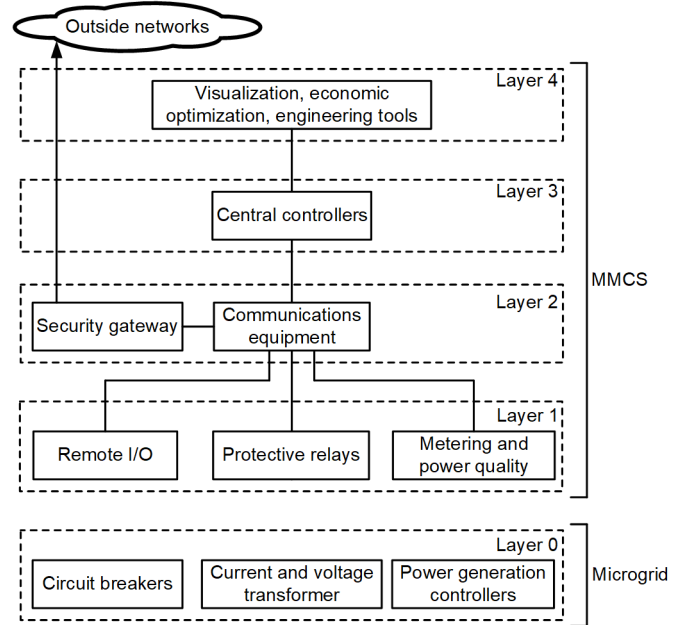 Outside networks
Layer 4
Visualization, economic
optimization, engineering tools
Layer 3
Central controllers
MMCS
Layer 2
Security gateway
Communications
equipment
Layer 1
Remote I/O
Protective relays
Metering and
power quality
Layer 0
Circuit breakers
Current and voltage
transformer
Power generation
controllers
Microgrid